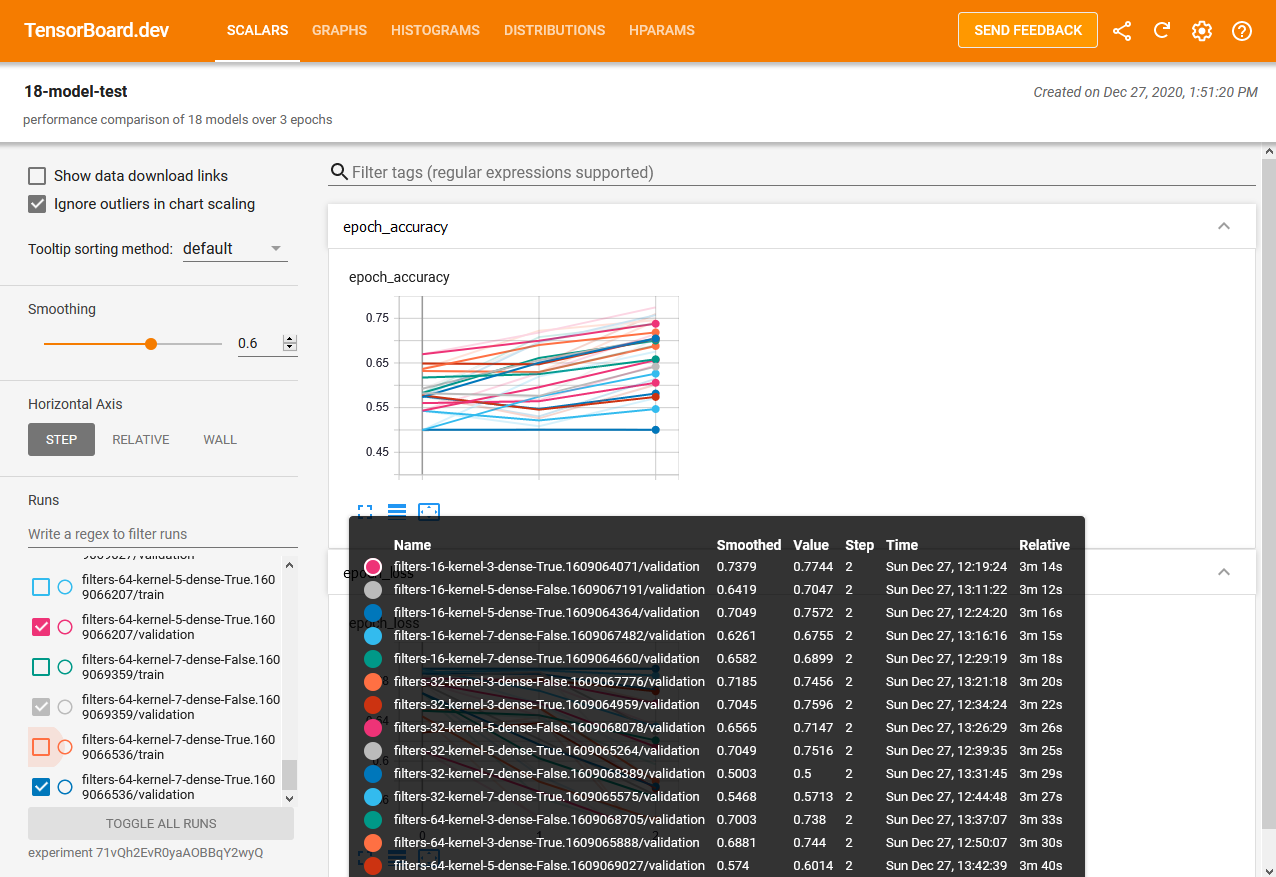 TensorBoard.dev SCALARS GRAPHS HISTOGRAMS DISTRIBUTIONS HPARAMS SEND FEEDBACK
18-model-test Created on Dec 27, 2020, 1:51:20 PM
performance comparison of 18 models over 3 epochs
Show data download links
Ignore outliers in chart scaling
Tooltip sorting method: default
Smoothing
0.6
Horizontal Axis
STEP RELATIVE WALL
Runs
Write a regex to filter runs
9069027/validation
filters-64-kernel-5-dense-True.160
9066207/train
filters-64-kernel-5-dense-True.160
9066207/validation
filters-64-kernel-7-dense-False.160
9069359/train
filters-64-kernel-7-dense-False.160
9069359/validation
filters-64-kernel-7-dense-True.160
9066536/train
filters-64-kernel-7-dense-True.160
9066536/validation
TOGGLE ALL RUNS
experiment 71vQh2EvR0yaAOBBqY2wyQ
Filter tags (regular expressions supported)
epoch_accuracy
epoch_accuracy
0.75
0.65
0.55
0.45
epoch_loss
epoch_loss
Name Smoothed Value Step Time Relative
filters-16-kernel-3-dense-True.1609064071/validation 0.7379 0.7744 2 Sun Dec 27, 12:19:24 3m 14s
filters-16-kernel-5-dense-False.1609067191/validation 0.6419 0.7047 2 Sun Dec 27, 13:11:22 3m 12s
filters-16-kernel-5-dense-True.1609064364/validation 0.7049 0.7572 2 Sun Dec 27, 12:24:20 3m 16s
filters-16-kernel-7-dense-False.1609067482/validation 0.6261 0.6755 2 Sun Dec 27, 13:16:16 3m 15s
filters-16-kernel-7-dense-True.1609064660/validation 0.6582 0.6899 2 Sun Dec 27, 12:29:19 3m 18s
filters-32-kernel-3-dense-False.1609067776/validation 0.7185 0.7456 2 Sun Dec 27, 13:21:18 3m 20s
filters-32-kernel-3-dense-True.1609064959/validation 0.7045 0.7596 2 Sun Dec 27, 12:34:24 3m 22s
filters-32-kernel-5-dense-False.1609068078/validation 0.6565 0.7147 2 Sun Dec 27, 13:26:29 3m 26s
filters-32-kernel-5-dense-True.1609065264/validation 0.7049 0.7516 2 Sun Dec 27, 12:39:35 3m 25s
filters-32-kernel-7-dense-False.1609068389/validation 0.5003 0.5 2 Sun Dec 27, 13:31:45 3m 29s
filters-32-kernel-7-dense-True.1609065575/validation 0.5468 0.5713 2 Sun Dec 27, 12:44:48 3m 27s
filters-64-kernel-3-dense-False.1609068705/validation 0.7003 0.738 2 Sun Dec 27, 13:37:07 3m 33s
filters-64-kernel-3-dense-True.1609065888/validation 0.6881 0.744 2 Sun Dec 27, 12:50:07 3m 30s
filters-64-kernel-5-dense-False.1609069027/validation 0.574 0.6014 2 Sun Dec 27, 13:42:39 3m 40s